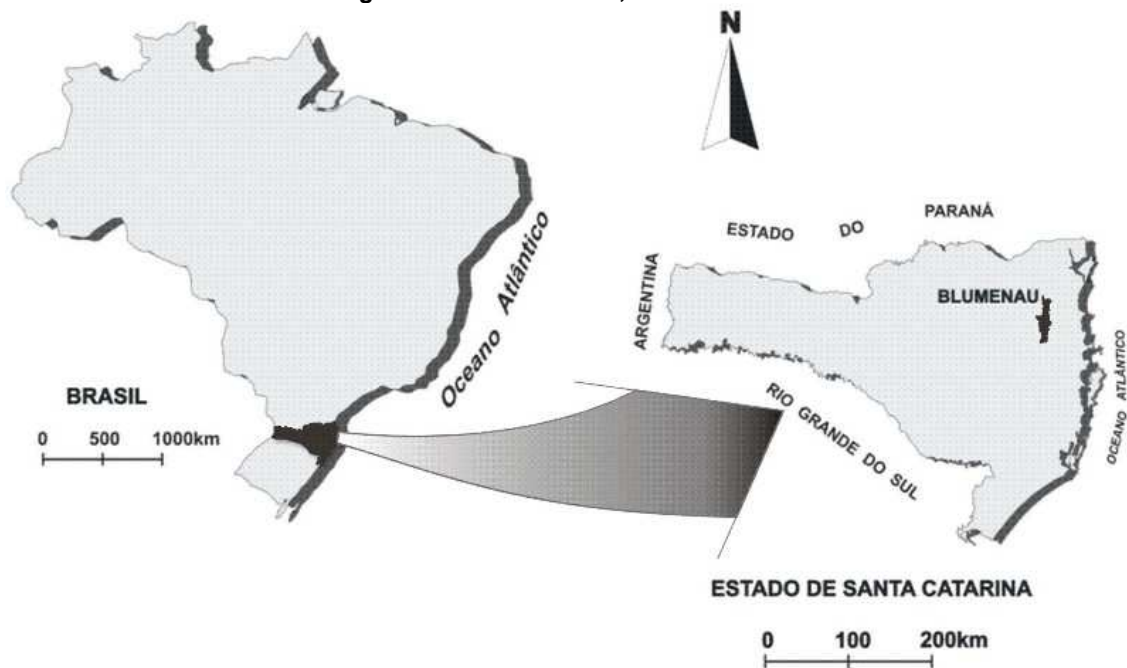 N
Oceano Atlântico
BRASIL
0 500 1000km
ESTADO DO PARANÁ
ARGENTINA
BLUMENAU
OCEANO ATLÂNTICO
RIO GRANDE DO SUL
ESTADO DE SANTA CATARINA
0 100 200km